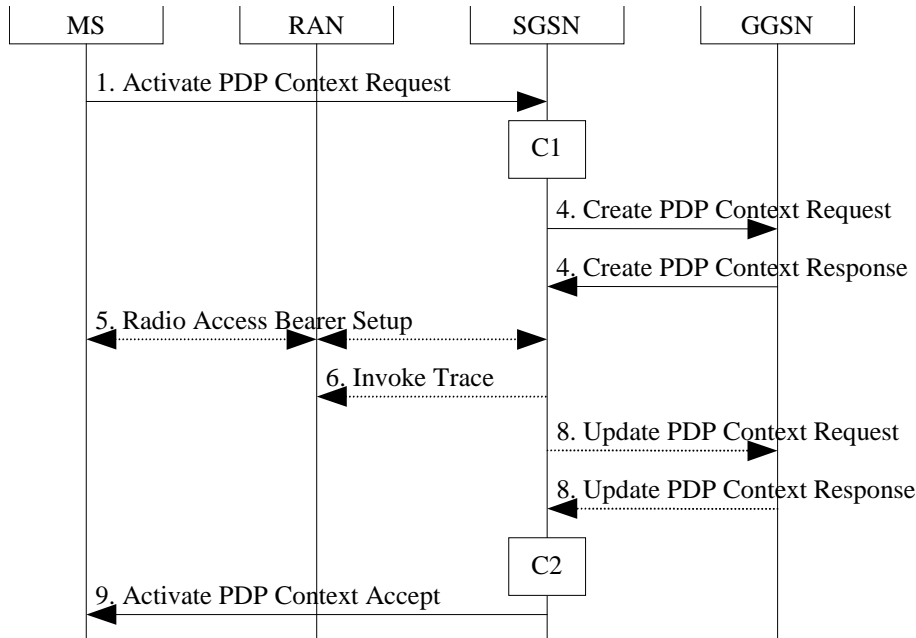 MS RAN SGSN GGSN
1. Activate PDP Context Request
C1
4. Create PDP Context Request
4. Create PDP Context Response
5. Radio Access Bearer Setup
6. Invoke Trace
8. Update PDP Context Request
8. Update PDP Context Response
C2
9. Activate PDP Context Accept